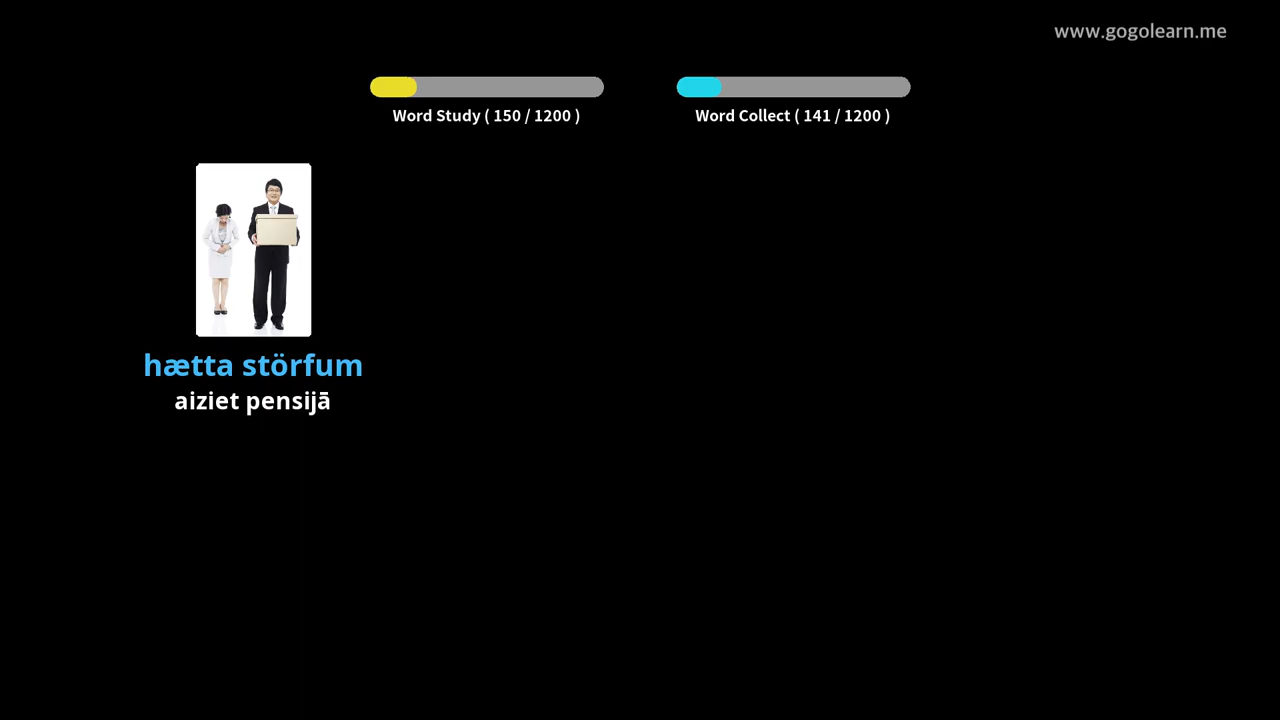 www.gogolearn.me
Word Study ( 150 / 1200 )
Word Collect ( 141 / 1200 )
hætta störfum
aiziet pensijā